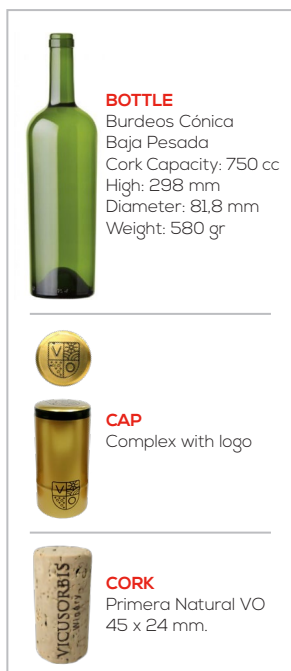 BOTTLE
Burdeos Cónica
Baja Pesada
Cork Capacity: 750 cc
High: 298 mm
Diameter: 81,8 mm
Weight: 580 gr
V O
CAP
Complex with logo
V O
CORK
Primera Natural VO
45 x 24 mm.
VICUSORBIS
Winery